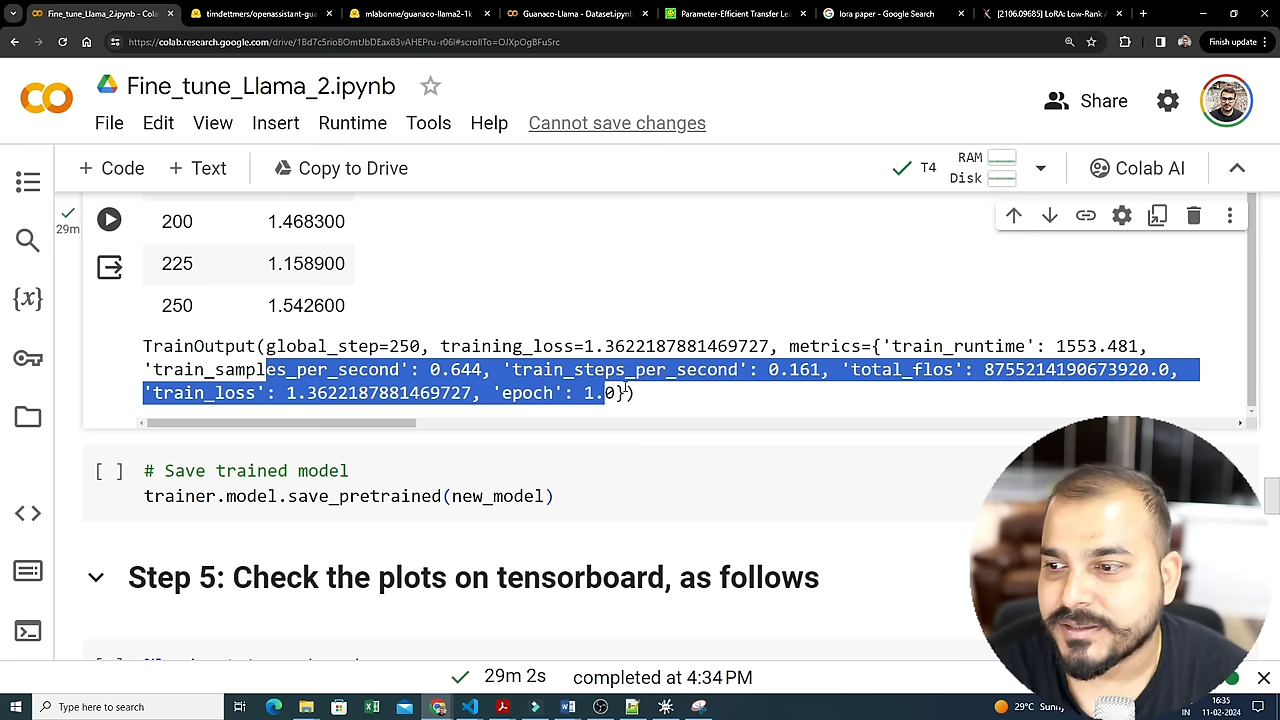 Fine_tune_Llama_2.ipynb - Colab
timdettmers/openassistant-gu
mlabonne/guanaco-llama2-1k
Guanaco-Llama - Dataset.ipynb
Parameter-Efficient Transfer Le
lora paper - Google Search
[2106.09685] LoRA: Low-Rank A
https://colab.research.google.com/drive/
Finish update
Fine_tune_Llama_2.ipynb
Share
File Edit View Insert Runtime Tools Help Cannot save changes
+ Code + Text Copy to Drive
T4
RAM
Disk
Colab AI
29m
200 1.468300
225 1.158900
250 1.542600
TrainOutput(global_step=250, training_loss=1.3622187881469727, metrics={'train_runtime': 1553.481,
'train_samples_per_second': 0.644, 'train_steps_per_second': 0.161, 'total_flos': 8755214190673920.0,
'train_loss': 1.3622187881469727, 'epoch': 1.0})
[ ] # Save trained model
trainer.model.save_pretrained(new_model)
Step 5: Check the plots on tensorboard, as follows
29m 2s completed at 4:34 PM
Type here to search
29°C Sunny
IN
16:35
11-02-2024